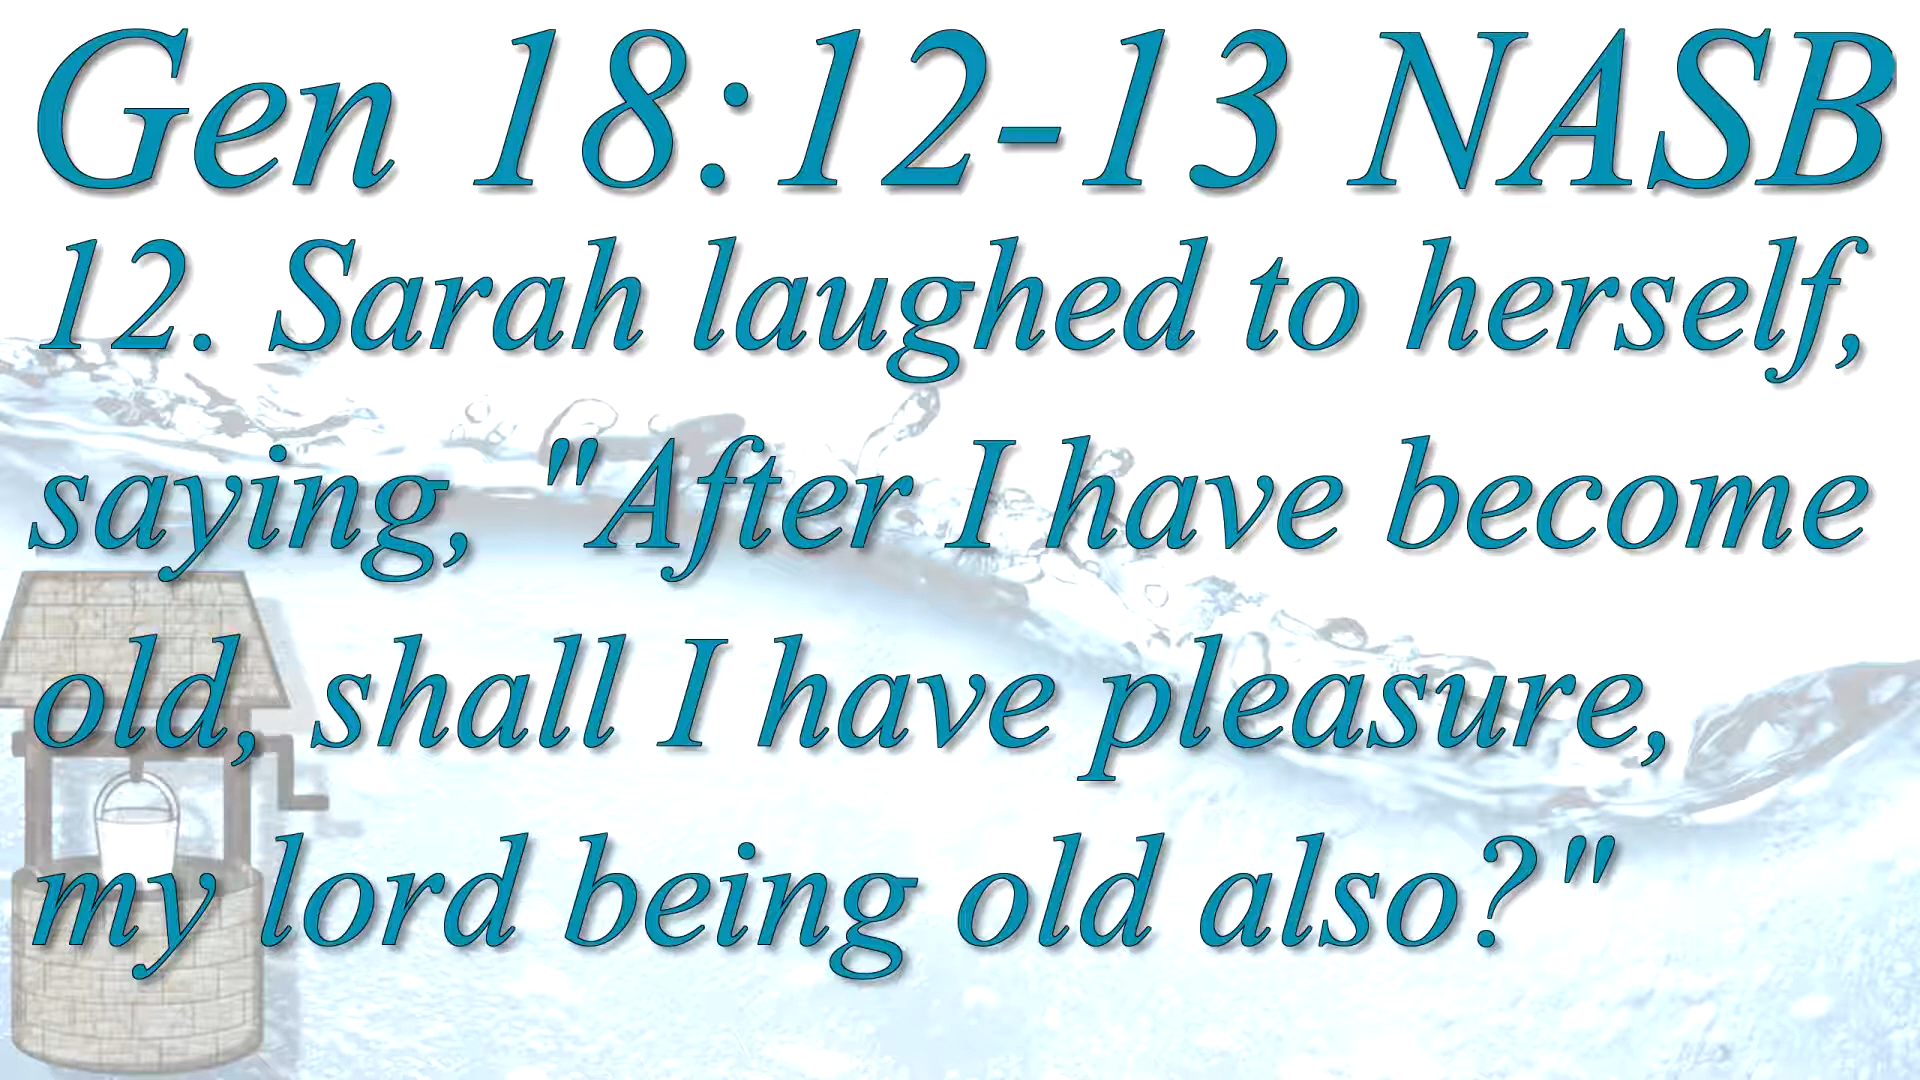 Gen 18:12-13 NASB
12. Sarah laughed to herself,
saying, "After I have become
old, shall I have pleasure,
my lord being old also?"